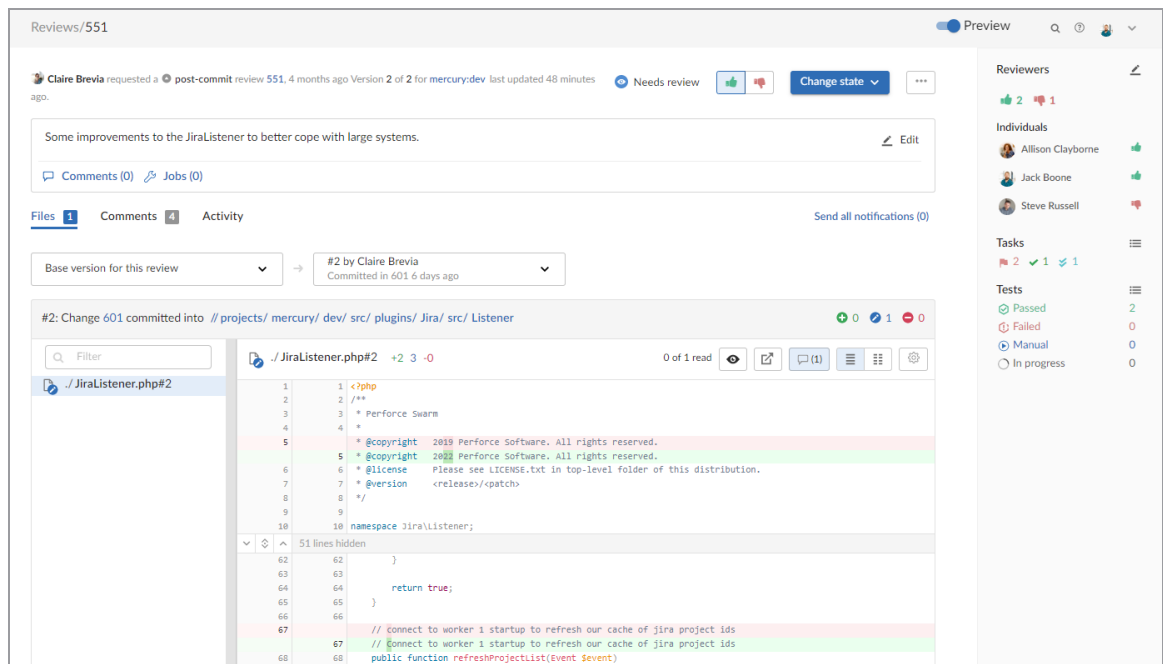 Reviews/551
Preview
Claire Brevia requested a post-commit review 551, 4 months ago Version 2 of 2 for mercury:dev last updated 48 minutes
ago.
Needs review
Change state
Some improvements to the JiraListener to better cope with large systems.
Edit
Comments (0) Jobs (0)
Files 1 Comments 4 Activity
Send all notifications (0)
Base version for this review
#2 by Claire Brevia
Committed in 601 6 days ago
#2: Change 601 committed into //projects/ mercury/ dev/ src/ plugins/ Jira/ src/ Listener
0 1 0
Filter
./JiraListener.php#2
./JiraListener.php#2 +2 3 -0
0 of 1 read
(1)
1 1 <?php
2 2 /**
3 3 * Perforce Swarm
4 4 *
5 * @copyright 2019 Perforce Software. All rights reserved.
5 * @copyright 2022 Perforce Software. All rights reserved.
6 6 * @license Please see LICENSE.txt in top-level folder of this distribution.
7 7 * @version <release>/<patch>
8 8 */
9 9
10 10 namespace Jira\Listener;
51 lines hidden
62 62 }
63 63
64 64 return true;
65 65 }
66 66
67 // connect to worker 1 startup to refresh our cache of jira project ids
67 // Connect to worker 1 startup to refresh our cache of jira project ids
68 68 public function refreshProjectList(Event $event)
Reviewers
2 1
Individuals
Allison Clayborne
Jack Boone
Steve Russell
Tasks
2 1 1
Tests
Passed 2
Failed 0
Manual 0
In progress 0